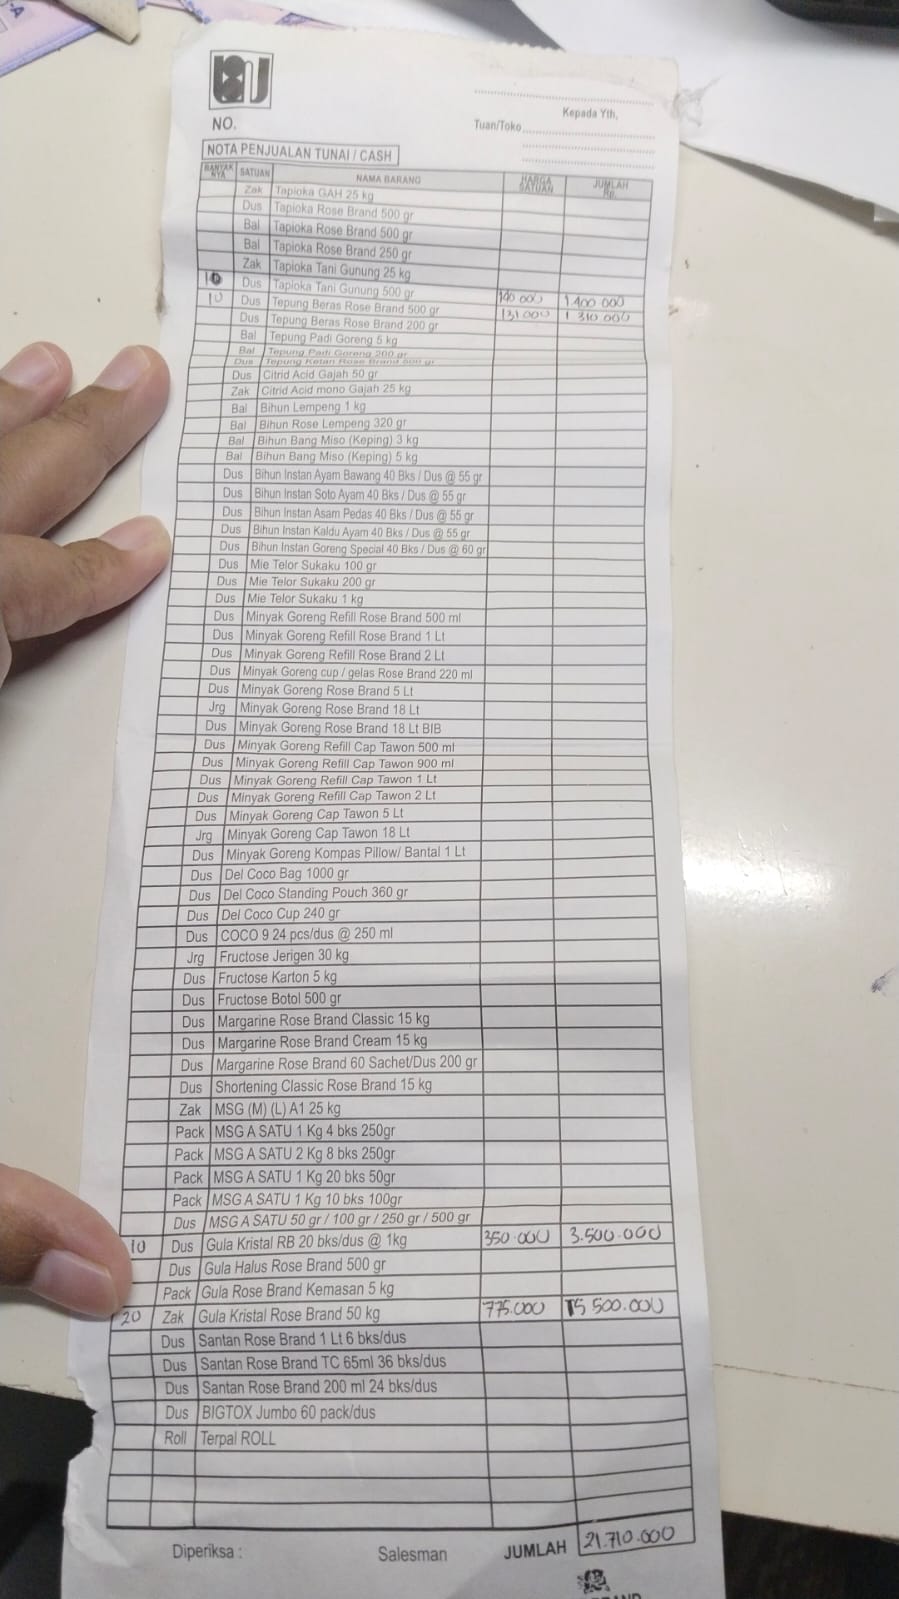 NO.
Kepada Yth,
Tuan/Toko
NOTA PENJUALAN TUNAI / CASH
BANYAK NYA SATUAN NAMA BARANG HARGA SATUAN JUMLAH Rp.
Zak Tapioka GAH 25 kg
Dus Tapioka Rose Brand 500 gr
Bal Tapioka Rose Brand 500 gr
Bal Tapioka Rose Brand 250 gr
Zak Tapioka Tani Gunung 25 kg
10 Dus Tapioka Tani Gunung 500 gr 140 000 1.400 000
10 Dus Tepung Beras Rose Brand 500 gr 131 000 1 310 000
Dus Tepung Beras Rose Brand 200 gr
Bal Tepung Padi Goreng 5 kg
Bal Tepung Padi Goreng 200 gr
Dus Tepung Ketan Rose Brand 500 gr
Dus Citrid Acid Gajah 50 gr
Zak Citrid Acid mono Gajah 25 kg
Bal Bihun Lempeng 1 kg
Bal Bihun Rose Lempeng 320 gr
Bal Bihun Bang Miso (Keping) 3 kg
Bal Bihun Bang Miso (Keping) 5 kg
Dus Bihun Instan Ayam Bawang 40 Bks / Dus @ 55 gr
Dus Bihun Instan Soto Ayam 40 Bks / Dus @ 55 gr
Dus Bihun Instan Asam Pedas 40 Bks / Dus @ 55 gr
Dus Bihun Instan Kaldu Ayam 40 Bks / Dus @ 55 gr
Dus Bihun Instan Goreng Special 40 Bks / Dus @ 60 gr
Dus Mie Telor Sukaku 100 gr
Dus Mie Telor Sukaku 200 gr
Dus Mie Telor Sukaku 1 kg
Dus Minyak Goreng Refill Rose Brand 500 ml
Dus Minyak Goreng Refill Rose Brand 1 Lt
Dus Minyak Goreng Refill Rose Brand 2 Lt
Dus Minyak Goreng cup / gelas Rose Brand 220 ml
Dus Minyak Goreng Rose Brand 5 Lt
Jrg Minyak Goreng Rose Brand 18 Lt
Dus Minyak Goreng Rose Brand 18 Lt BIB
Dus Minyak Goreng Refill Cap Tawon 500 ml
Dus Minyak Goreng Refill Cap Tawon 900 ml
Dus Minyak Goreng Refill Cap Tawon 1 Lt
Dus Minyak Goreng Refill Cap Tawon 2 Lt
Dus Minyak Goreng Cap Tawon 5 Lt
Jrg Minyak Goreng Cap Tawon 18 Lt
Dus Minyak Goreng Kompas Pillow/ Bantal 1 Lt
Dus Del Coco Bag 1000 gr
Dus Del Coco Standing Pouch 360 gr
Dus Del Coco Cup 240 gr
Dus COCO 9 24 pcs/dus @ 250 ml
Jrg Fructose Jerigen 30 kg
Dus Fructose Karton 5 kg
Dus Fructose Botol 500 gr
Dus Margarine Rose Brand Classic 15 kg
Dus Margarine Rose Brand Cream 15 kg
Dus Margarine Rose Brand 60 Sachet/Dus 200 gr
Dus Shortening Classic Rose Brand 15 kg
Zak MSG (M) (L) A1 25 kg
Pack MSG A SATU 1 Kg 4 bks 250gr
Pack MSG A SATU 2 Kg 8 bks 250gr
Pack MSG A SATU 1 Kg 20 bks 50gr
Pack MSG A SATU 1 Kg 10 bks 100gr
Dus MSG A SATU 50 gr / 100 gr / 250 gr / 500 gr
10 Dus Gula Kristal RB 20 bks/dus @ 1kg 350.000 3.500.000
Dus Gula Halus Rose Brand 500 gr
Pack Gula Rose Brand Kemasan 5 kg
20 Zak Gula Kristal Rose Brand 50 kg 775.000 15 500.000
Dus Santan Rose Brand 1 Lt 6 bks/dus
Dus Santan Rose Brand TC 65ml 36 bks/dus
Dus Santan Rose Brand 200 ml 24 bks/dus
Dus BIGTOX Jumbo 60 pack/dus
Roll Terpal ROLL
Diperiksa : Salesman JUMLAH 21.710.000